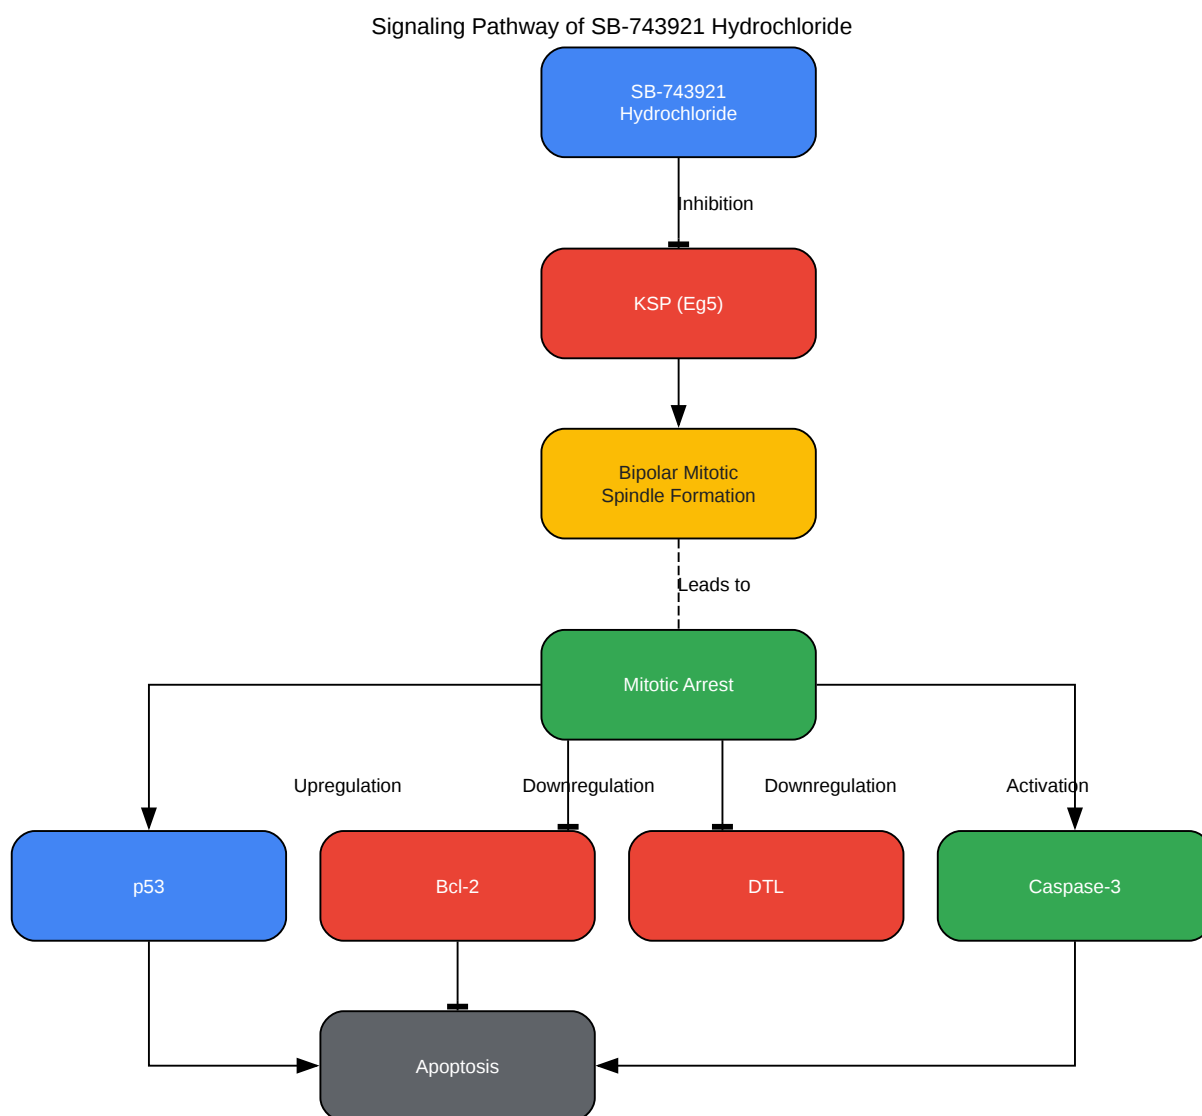 Signaling Pathway of SB-743921 Hydrochloride
SB-743921
Hydrochloride
Inhibition
KSP (Eg5)
Bipolar Mitotic
Spindle Formation
Leads to
Mitotic Arrest
Upregulation
Downregulation
Downregulation
Activation
p53
Bcl-2
DTL
Caspase-3
Apoptosis